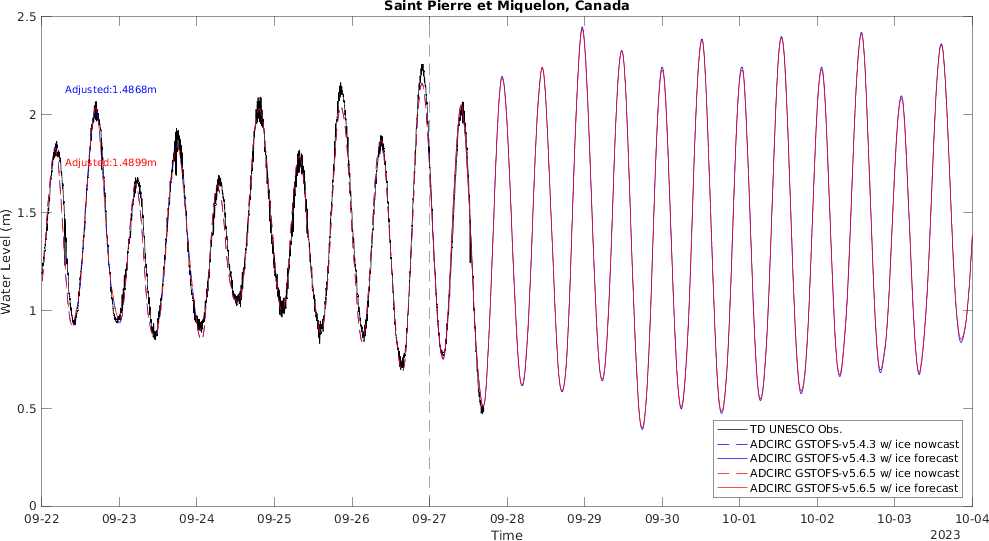 Saint Pierre et Miquelon, Canada
2.5
Adjusted:1.4868m
2
Adjusted:1.4899m
1.5
Water Level (m)
1
0.5
TD UNESCO Obs.
ADCIRC GSTOFS-v5.4.3 w/ ice nowcast
ADCIRC GSTOFS-v5.4.3 w/ ice forecast
ADCIRC GSTOFS-v5.6.5 w/ ice nowcast
ADCIRC GSTOFS-v5.6.5 w/ ice forecast
0
09-22 09-23 09-24 09-25 09-26 09-27 09-28 09-29 09-30 10-01 10-02 10-03 10-04
Time
2023